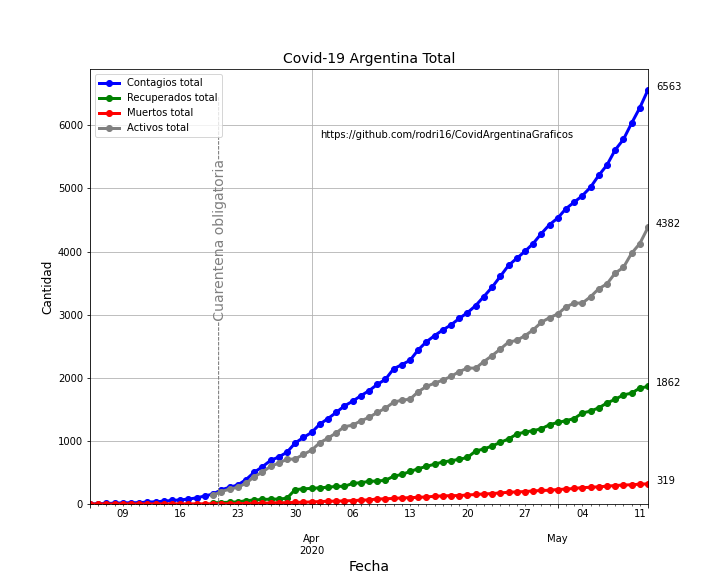 Covid-19 Argentina Total
Contagios total
Recuperados total
Muertos total
Activos total
https://github.com/rodri16/CovidArgentinaGraficos
Cuarentena obligatoria
Cantidad
6000
5000
4000
3000
2000
1000
0
6563
4382
1862
319
09 16 23 30 06 13 20 27 04 11
Apr May
2020
Fecha